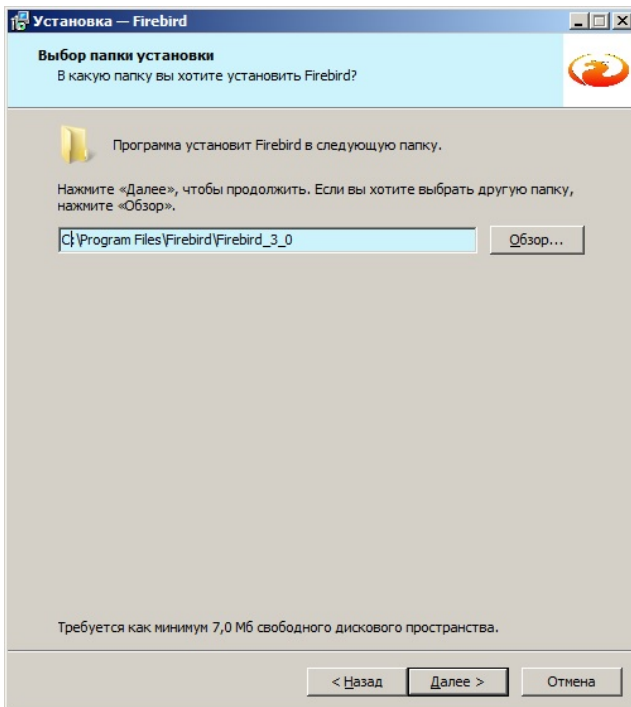 Установка — Firebird
Выбор папки установки
В какую папку вы хотите установить Firebird?
Программа установит Firebird в следующую папку.
Нажмите «Далее», чтобы продолжить. Если вы хотите выбрать другую папку,
нажмите «Обзор».
C:\Program Files\Firebird\Firebird_3_0
Обзор...
Требуется как минимум 7,0 Мб свободного дискового пространства.
< Назад
Далее >
Отмена